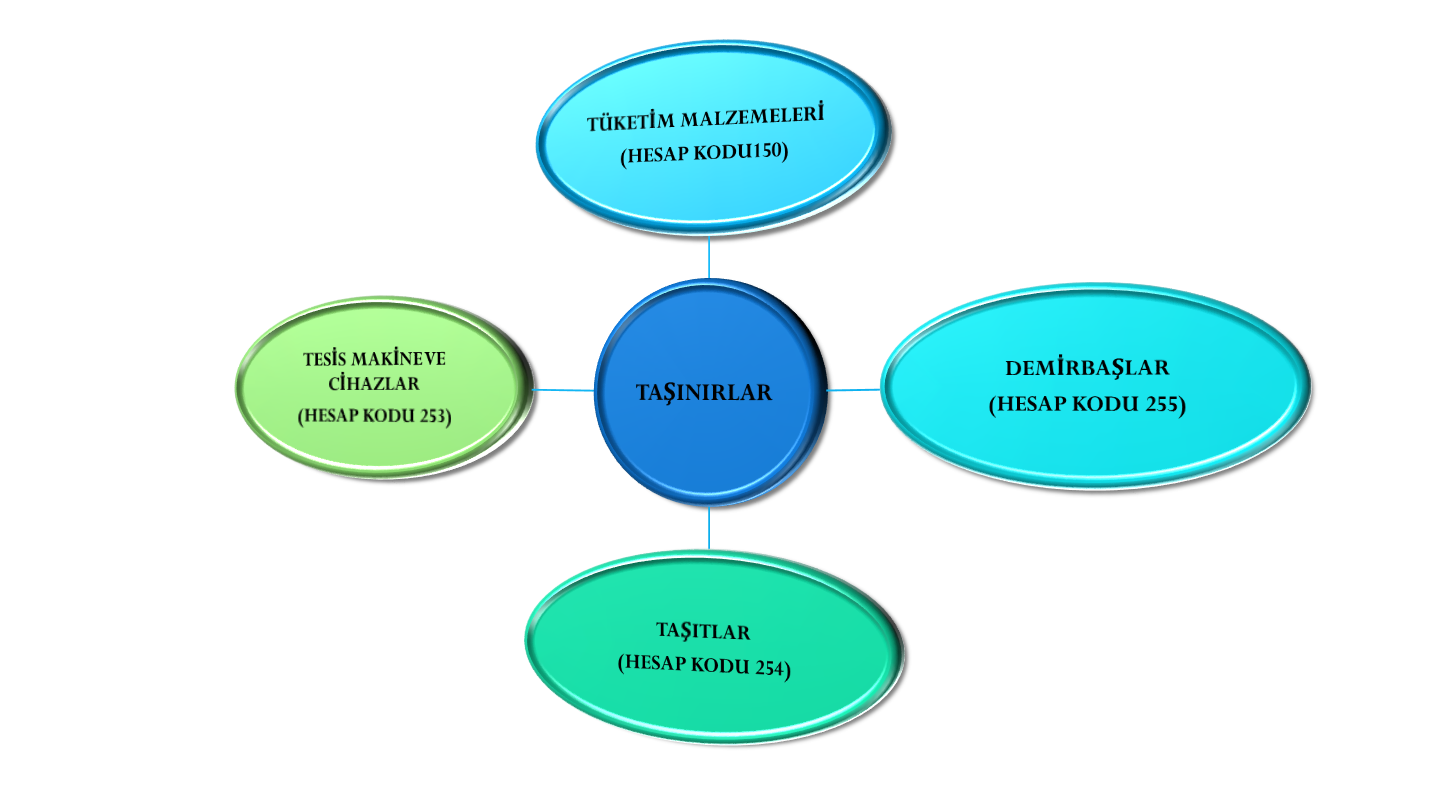 TÜKETİM MALZEMELERİ
(HESAP KODU150)
TESİS MAKİNEVE
CİHAZLAR
(HESAP KODU 253)
TAŞINIRLAR
DEMİRBAŞLAR
(HESAP KODU 255)
TAŞITLAR
(HESAP KODU 254)